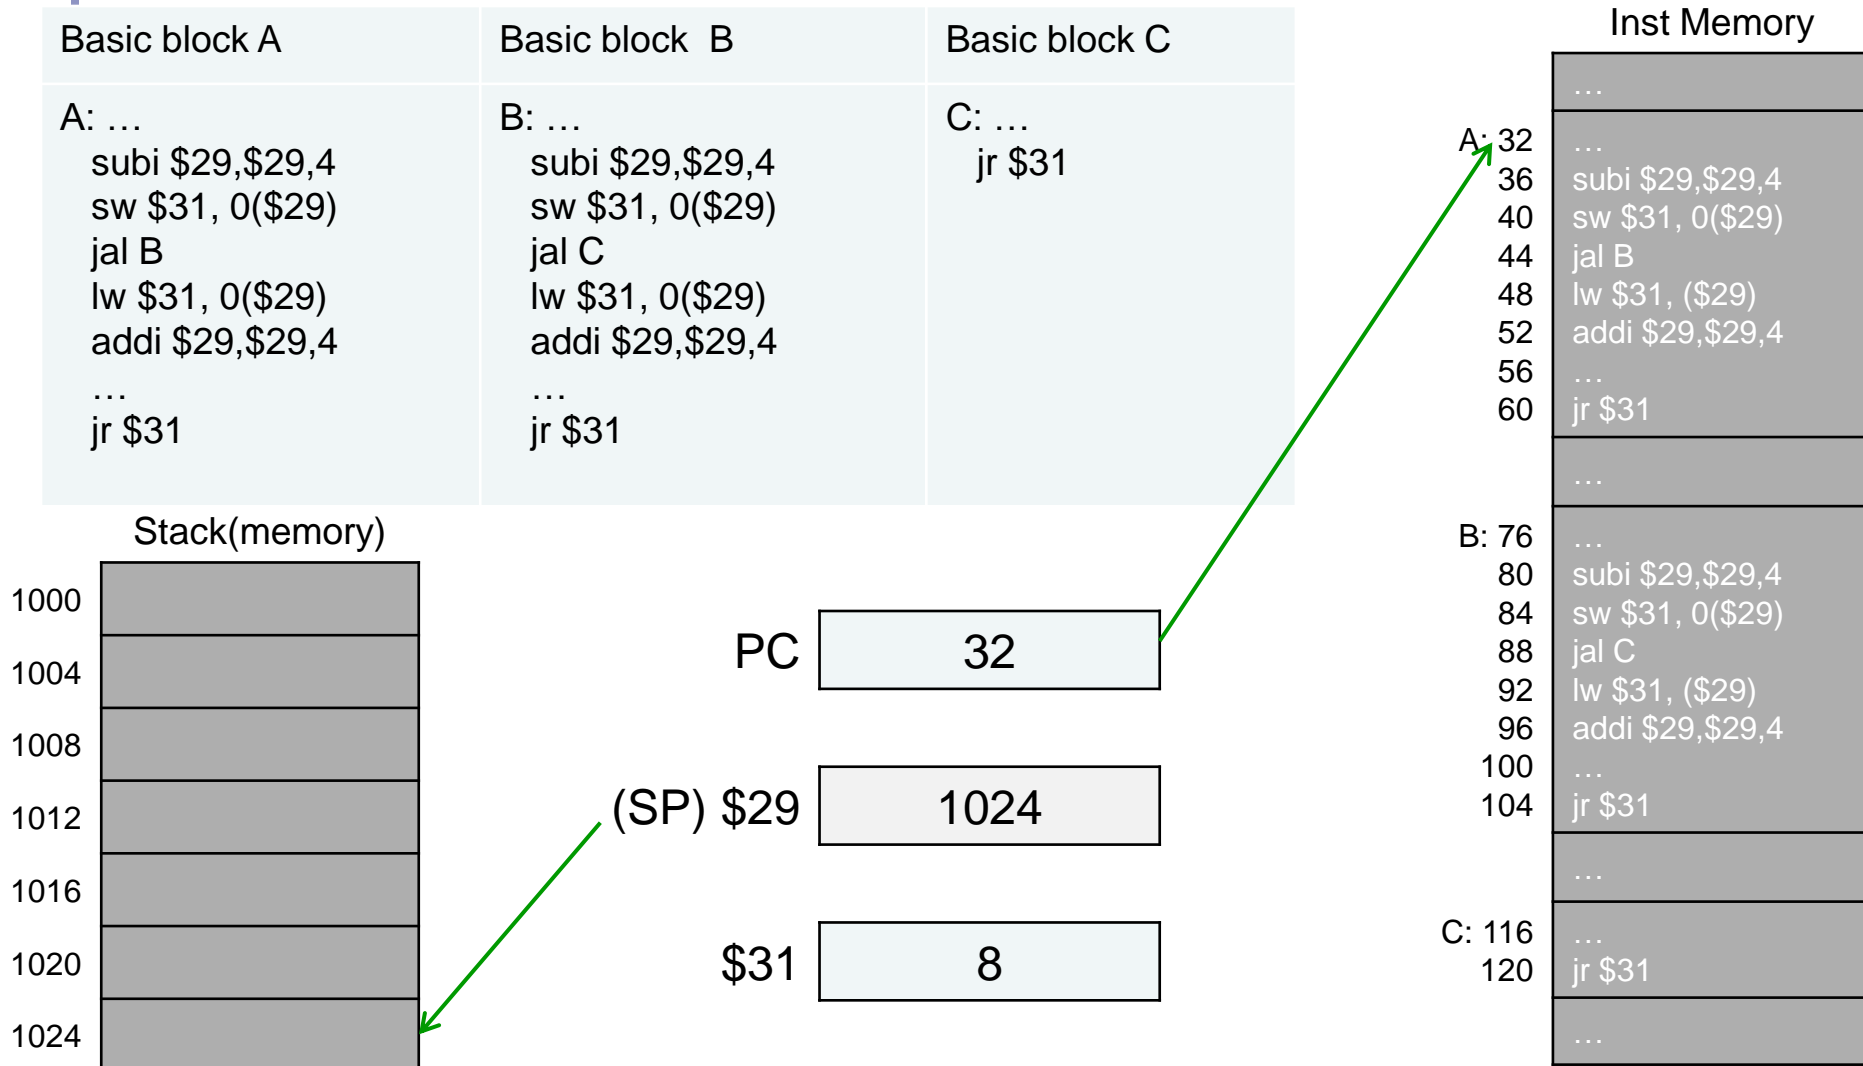 Basic block A
Basic block  B
Basic block C
A: …
subi $29,$29,4
sw $31, 0($29)
jal B
lw $31, 0($29)
addi $29,$29,4
…
jr $31
B: …
subi $29,$29,4
sw $31, 0($29)
jal C
lw $31, 0($29)
addi $29,$29,4
…
jr $31
C: …
jr $31
Stack(memory)
1000
1004
1008
1012
1016
1020
1024
PC 32
(SP) $29 1024
$31 8
Inst Memory
…
A: 32 …
36 subi $29,$29,4
40 sw $31, 0($29)
44 jal B
48 lw $31, ($29)
52 addi $29,$29,4
56 …
60 jr $31
…
B: 76 …
80 subi $29,$29,4
84 sw $31, 0($29)
88 jal C
92 lw $31, ($29)
96 addi $29,$29,4
100 …
104 jr $31
…
C: 116 …
120 jr $31
…